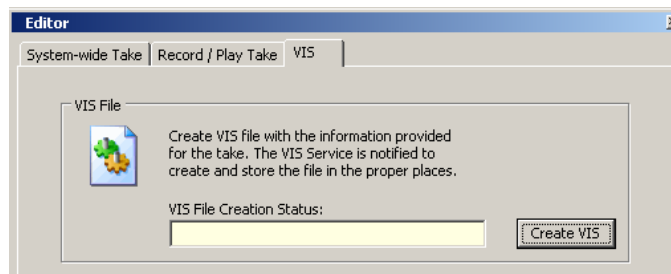 Editor
System-wide Take
Record / Play Take
VIS
VIS File
Create VIS file with the information provided
for the take. The VIS Service is notified to
create and store the file in the proper places.
VIS File Creation Status:
Create VIS